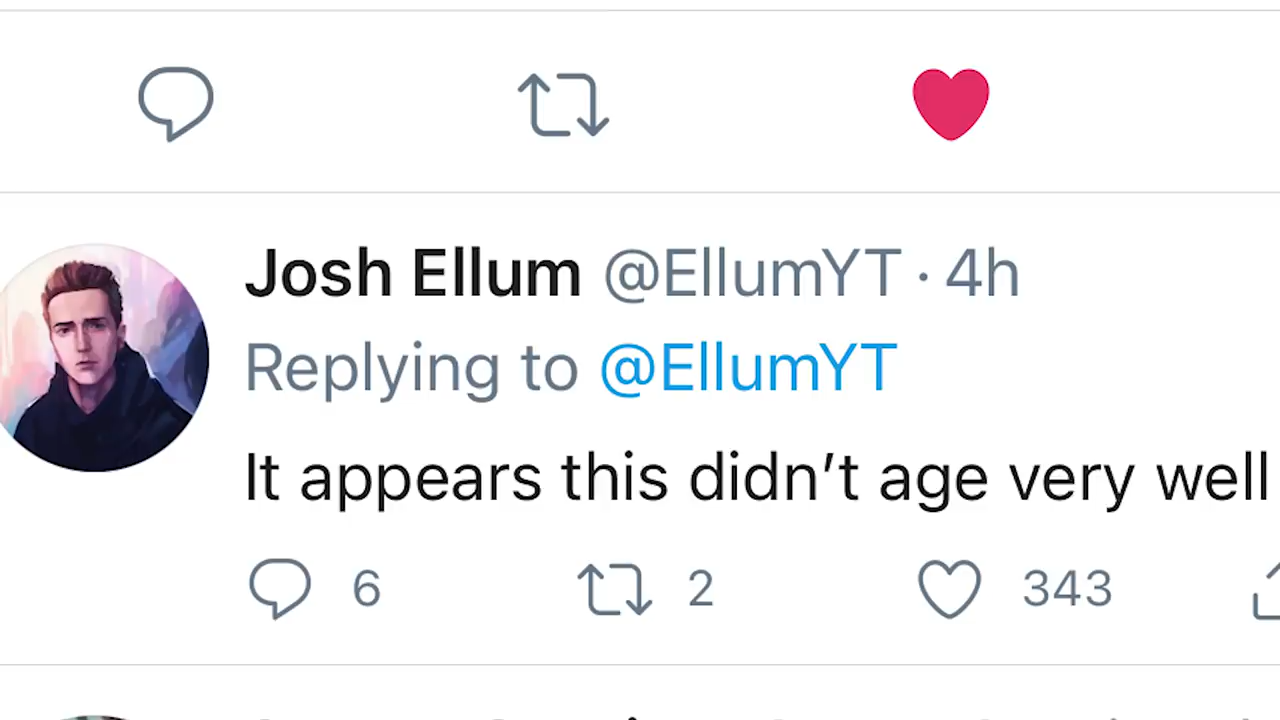 Josh Ellum @EllumYT · 4h
Replying to @EllumYT
It appears this didn’t age very well
6 2 343